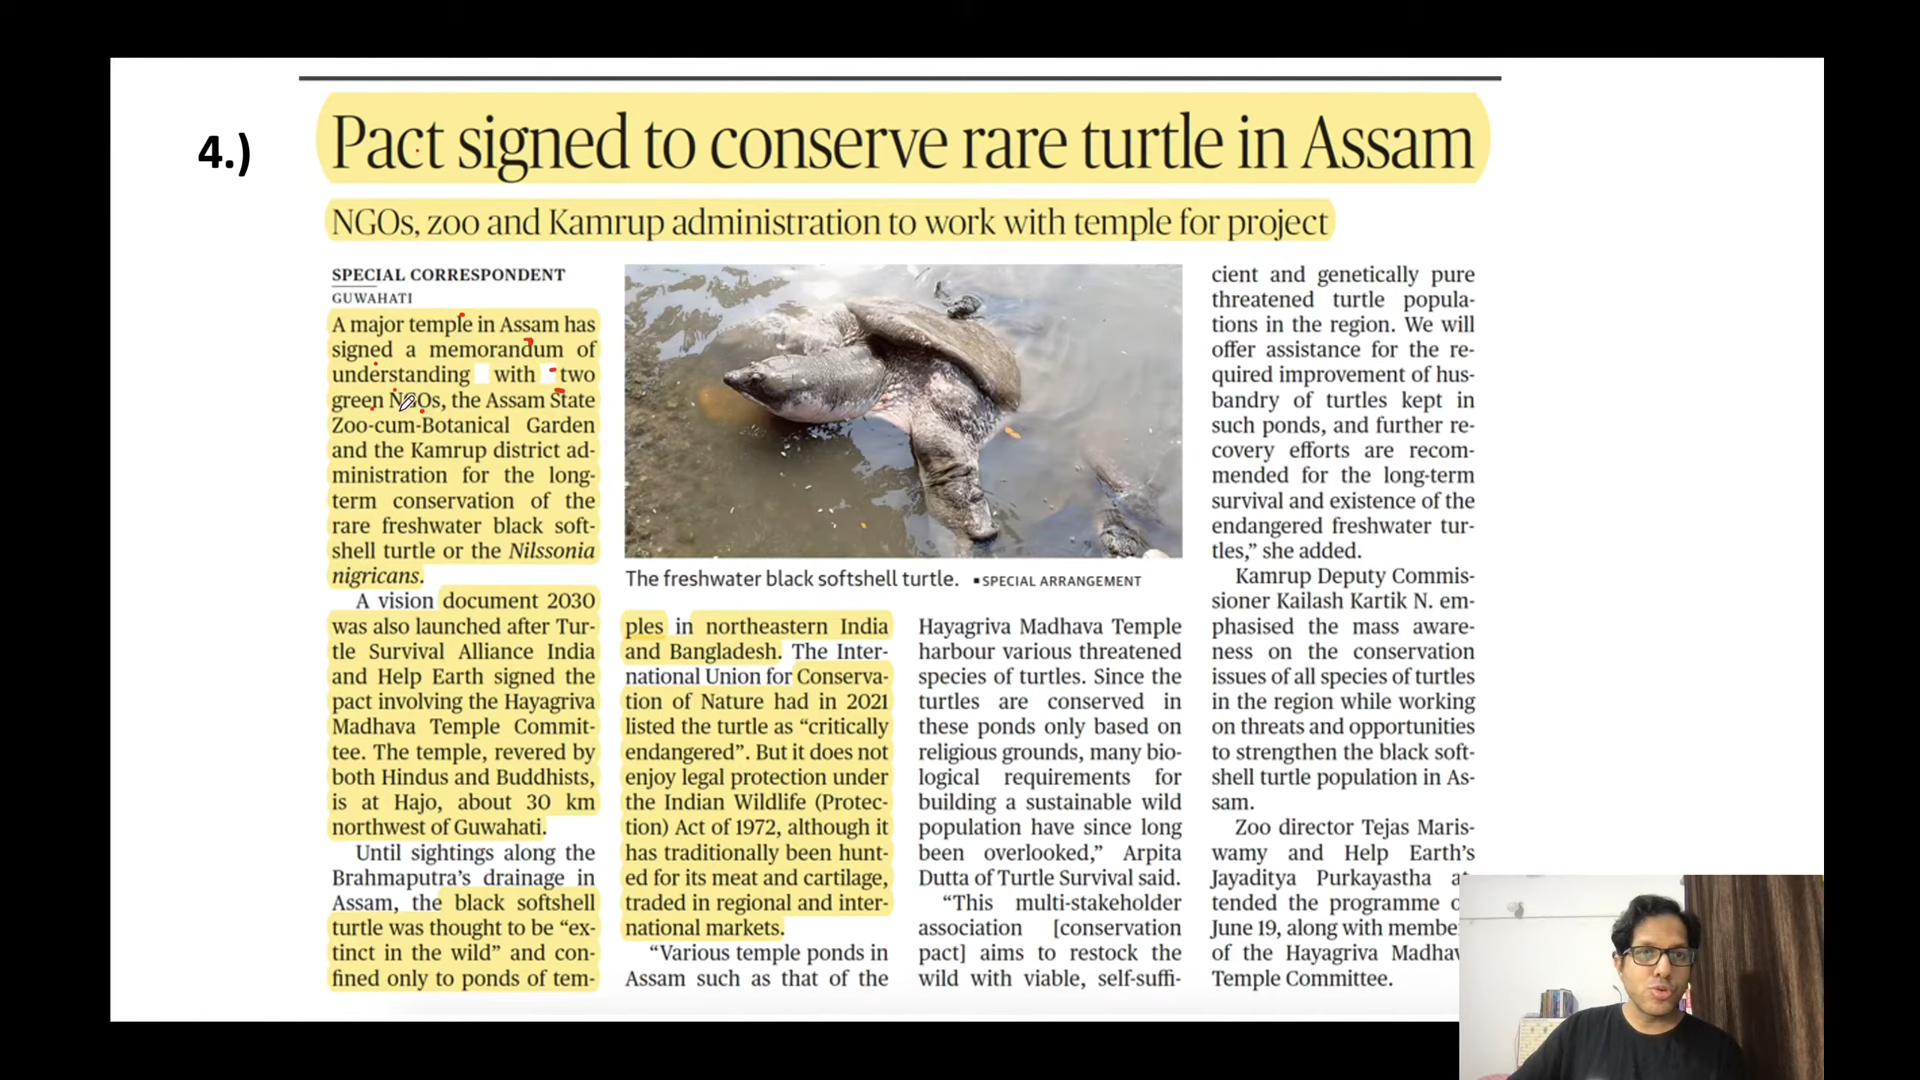 4.)
Pact signed to conserve rare turtle in Assam
NGOs, zoo and Kamrup administration to work with temple for project
SPECIAL CORRESPONDENT
GUWAHATI
A major temple in Assam has
signed a memorandum of
understanding with two
green NGOs, the Assam State
Zoo-cum-Botanical Garden
and the Kamrup district ad-
ministration for the long-
term conservation of the
rare freshwater black soft-
shell turtle or the Nilssonia
nigricans.
A vision document 2030
was also launched after Tur-
tle Survival Alliance India
and Help Earth signed the
pact involving the Hayagriva
Madhava Temple Commit-
tee. The temple, revered by
both Hindus and Buddhists,
is at Hajo, about 30 km
northwest of Guwahati.
Until sightings along the
Brahmaputra's drainage in
Assam, the black softshell
turtle was thought to be “ex-
tinct in the wild” and con-
fined only to ponds of tem-
The freshwater black softshell turtle. ▪SPECIAL ARRANGEMENT
ples in northeastern India
and Bangladesh. The Inter-
national Union for Conserva-
tion of Nature had in 2021
listed the turtle as “critically
endangered”. But it does not
enjoy legal protection under
the Indian Wildlife (Protec-
tion) Act of 1972, although it
has traditionally been hunt-
ed for its meat and cartilage,
traded in regional and inter-
national markets.
“Various temple ponds in
Assam such as that of the
Hayagriva Madhava Temple
harbour various threatened
species of turtles. Since the
turtles are conserved in
these ponds only based on
religious grounds, many bio-
logical requirements for
building a sustainable wild
population have since long
been overlooked,” Arpita
Dutta of Turtle Survival said.
“This multi-stakeholder
association [conservation
pact] aims to restock the
wild with viable, self-suffi-
cient and genetically pure
threatened turtle popula-
tions in the region. We will
offer assistance for the re-
quired improvement of hus-
bandry of turtles kept in
such ponds, and further re-
covery efforts are recom-
mended for the long-term
survival and existence of the
endangered freshwater tur-
tles,” she added.
Kamrup Deputy Commis-
sioner Kailash Kartik N. em-
phasised the mass aware-
ness on the conservation
issues of all species of turtles
in the region while working
on threats and opportunities
to strengthen the black soft-
shell turtle population in As-
sam.
Zoo director Tejas Maris-
wamy and Help Earth's
Jayaditya Purkayastha
tended the programme
June 19, along with
of the Hayagriva
Temple Committee.